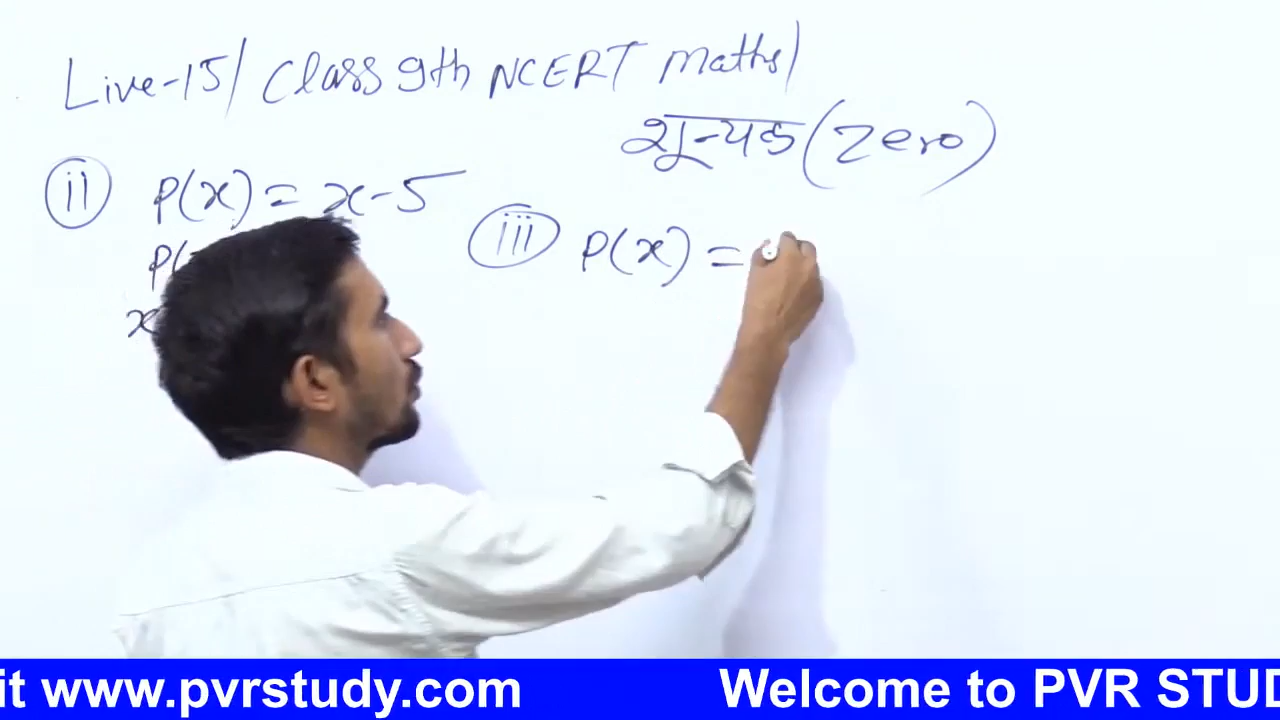 Live-15/ Class 9th NCERT Maths/
शून्यक (Zero)
ii P(x) = x-5
P(
x
iii P(x) =
it www.pvrstudy.com Welcome to PVR STUD